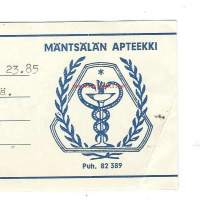 MÄNTSÄLÄN APTEEKKI
23.85
Puh. 82 389